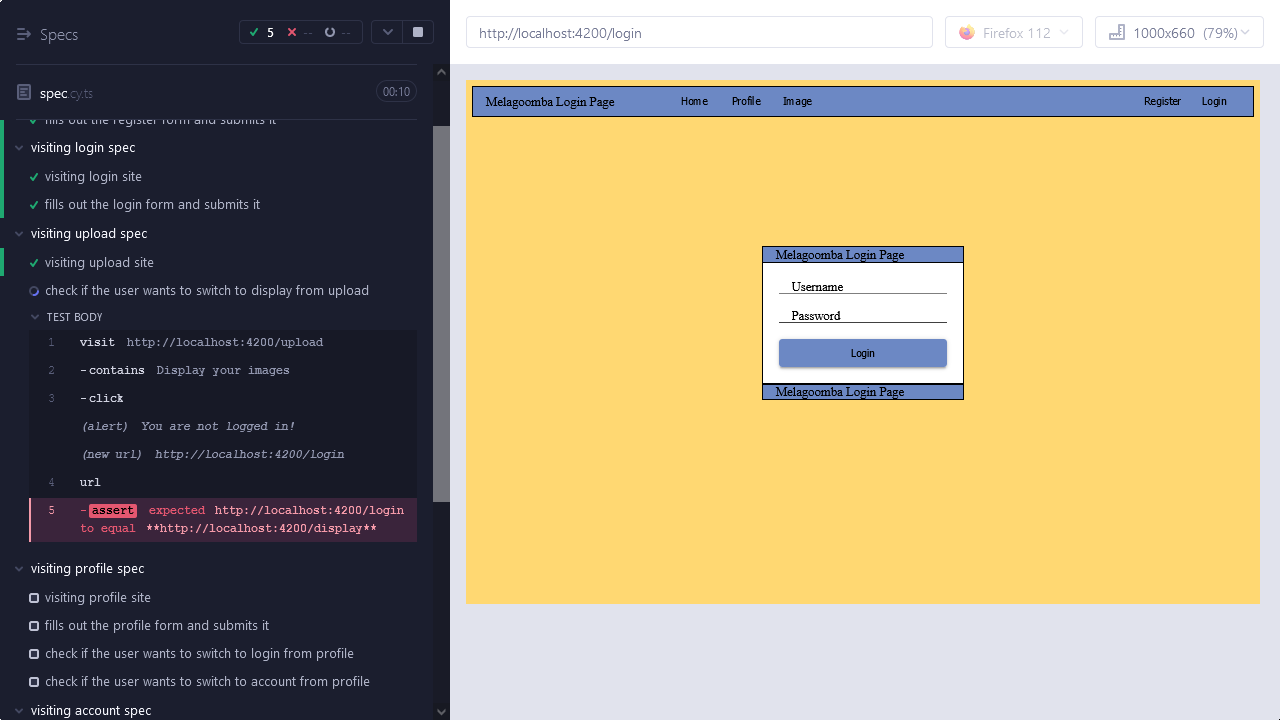 Specs
5
--
--
spec.cy.ts
00:10
fills out the register form and submits it
visiting login spec
visiting login site
fills out the login form and submits it
visiting upload spec
visiting upload site
check if the user wants to switch to display from upload
TEST BODY
1 visit http://localhost:4200/upload
2 -contains Display your images
3 -click
(alert) You are not logged in!
(new url) http://localhost:4200/login
4 url
5 -assert expected http://localhost:4200/login
to equal **http://localhost:4200/display**
visiting profile spec
visiting profile site
fills out the profile form and submits it
check if the user wants to switch to login from profile
check if the user wants to switch to account from profile
visiting account spec
http://localhost:4200/login
Firefox 112
1000x660 (79%)
Melagoomba Login Page Home Profile Image Register Login
Melagoomba Login Page
Username
Password
Login
Melagoomba Login Page